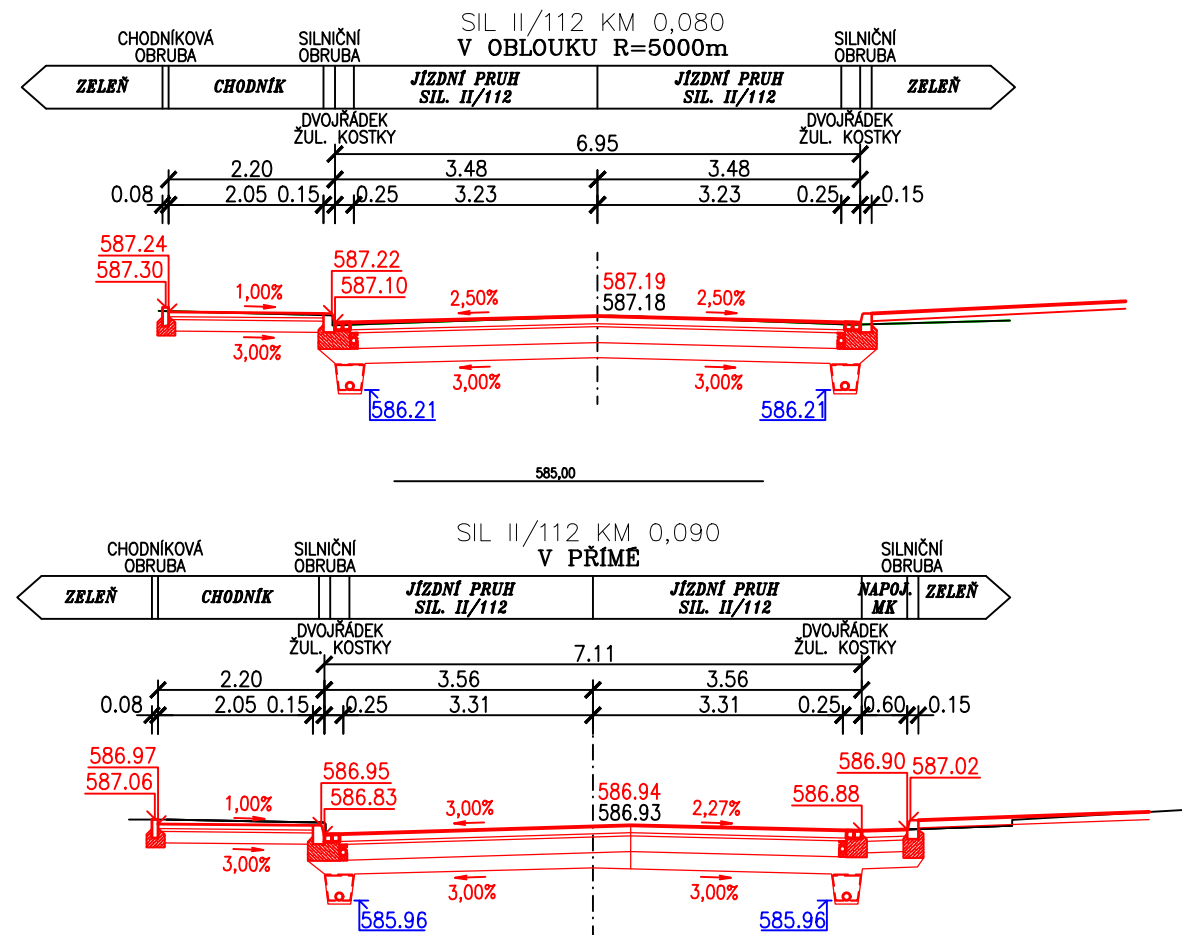 SIL II/112 KM 0,080
V OBLOUKU R=5000m
CHODNÍKOVÁ
OBRUBA
SILNIČNÍ
OBRUBA
SILNIČNÍ
OBRUBA
ZELEŇ
CHODNÍK
JÍZDNÍ PRUH
SIL. II/112
JÍZDNÍ PRUH
SIL. II/112
ZELEŇ
DVOJŘÁDEK
ŽUL. KOSTKY
DVOJŘÁDEK
ŽUL. KOSTKY
6.95
2.20 3.48 3.48
0.08 2.05 0.15 0.25 3.23 3.23 0.25 0.15
587.24
587.30
587.22
587.10
587.19
587.18
1,00% 2,50% 2,50%
3,00% 3,00% 3,00%
586.21 586.21
585,00
SIL II/112 KM 0,090
V PŘÍMÉ
CHODNÍKOVÁ
OBRUBA
SILNIČNÍ
OBRUBA
SILNIČNÍ
OBRUBA
ZELEŇ
CHODNÍK
JÍZDNÍ PRUH
SIL. II/112
JÍZDNÍ PRUH
SIL. II/112
NAPOJ.
MK
ZELEŇ
DVOJŘÁDEK
ŽUL. KOSTKY
DVOJŘÁDEK
ŽUL. KOSTKY
7.11
2.20 3.56 3.56
0.08 2.05 0.15 0.25 3.31 3.31 0.25 0.60 0.15
586.97
587.06
586.95
586.83
586.94
586.93
586.88
586.90
587.02
1,00% 3,00% 2,27%
3,00% 3,00% 3,00%
585.96 585.96